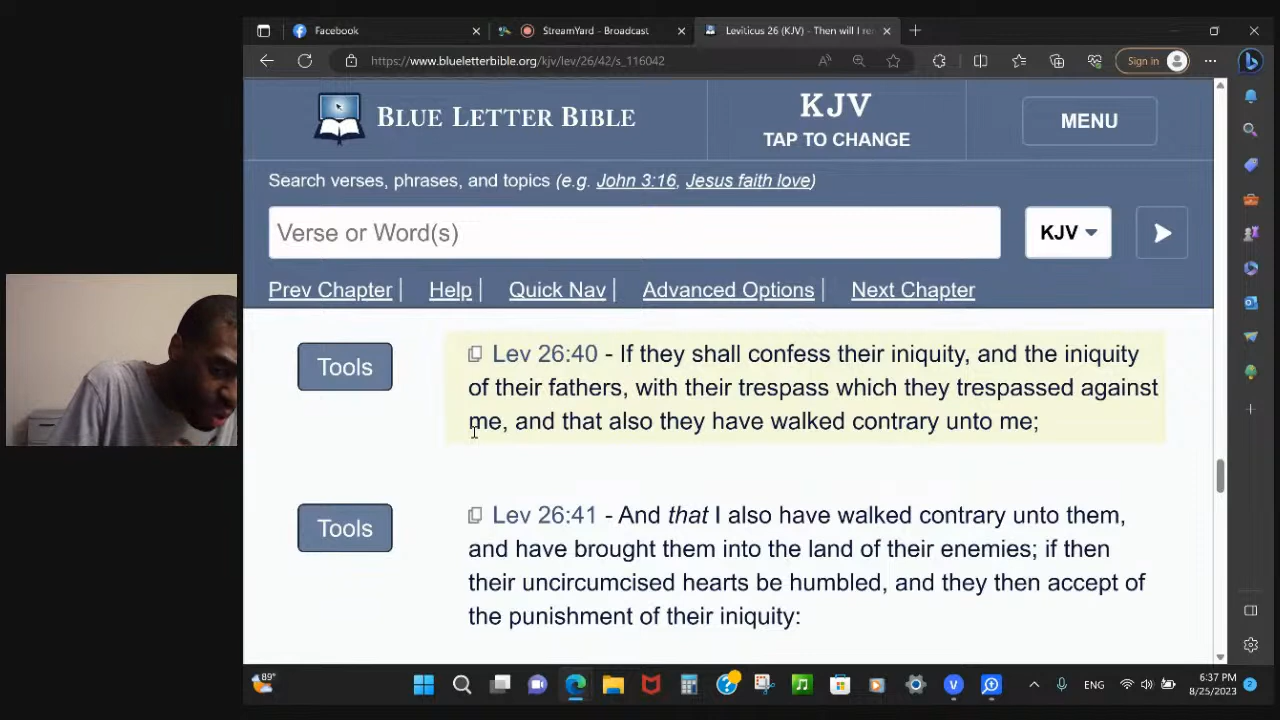 Facebook
StreamYard - Broadcast
Leviticus 26 (KJV) - Then will I re
https://www.blueletterbible.org/kjv/lev/26/42/s_116042
Sign in
BLUE LETTER BIBLE
KJV
TAP TO CHANGE
MENU
Search verses, phrases, and topics (e.g. John 3:16, Jesus faith love)
Verse or Word(s)
KJV
Prev Chapter| Help| Quick Nav| Advanced Options| Next Chapter
Tools
Lev 26:40 - If they shall confess their iniquity, and the iniquity
of their fathers, with their trespass which they trespassed against
me, and that also they have walked contrary unto me;
Tools
Lev 26:41 - And that I also have walked contrary unto them,
and have brought them into the land of their enemies; if then
their uncircumcised hearts be humbled, and they then accept of
the punishment of their iniquity:
89°
2
ENG
6:37 PM
8/25/2023
2